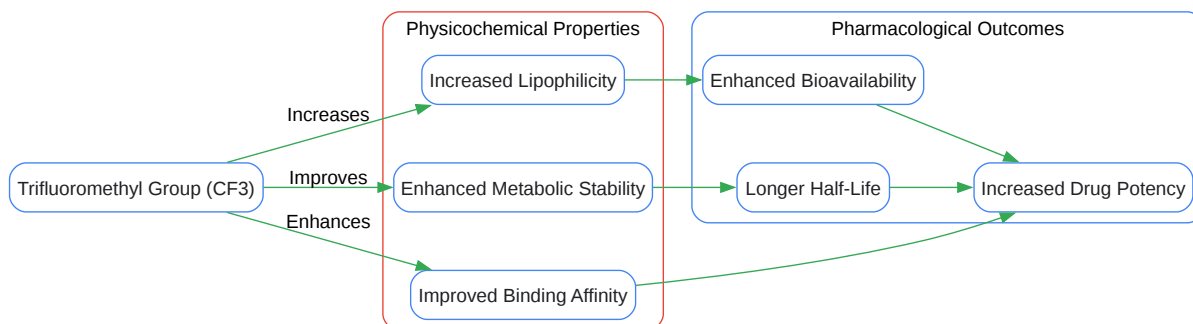 Physicochemical Properties
Pharmacological Outcomes
Increased Lipophilicity
Enhanced Bioavailability
Increases
Trifluoromethyl Group (CF3)
Improves
Enhanced Metabolic Stability
Longer Half-Life
Increased Drug Potency
Enhances
Improved Binding Affinity